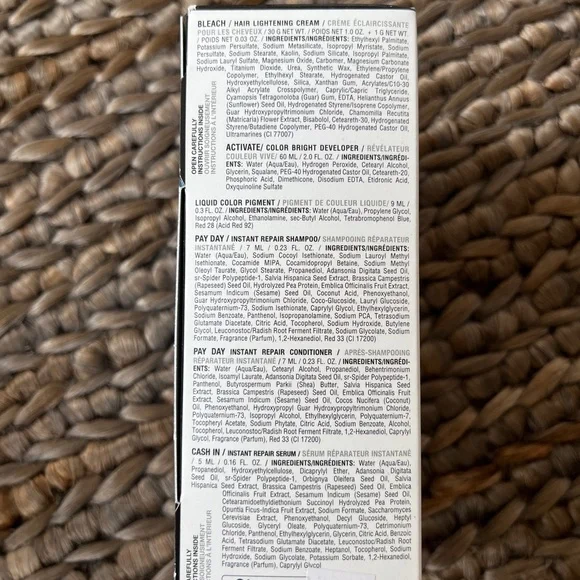 BLEACH / HAIR LIGHTENING CREAM / CRÈME ÉCLAIRCISSANTE
POUR LES CHEVEUX / 30 G NET WT. / POIDS NET WT. 1.0 OZ. + 1 G NET WT.
/ POIDS NET WT. 0.03 OZ. / INGREDIENTS/INGRÉDIENTS: Ethylhexyl Palmitate,
Potassium Persulfate, Sodium Metasilicate, Isopropyl Myristate, Sodium
Persulfate, Sodium Stearate, Kaolin, Sodium Silicate, Isopropyl Palmitate,
Sodium Lauryl Sulfate, Magnesium Oxide, Carbomer, Magnesium Carbonate
Hydroxide, Titanium Dioxide, Urea, Synthetic Wax, Ethylene/Propylene
Copolymer, Ethylhexyl Stearate, Hydrogenated Castor Oil,
Hydroxyethylcellulose, Silica, Xanthan Gum, Acrylates/C10-30
Alkyl Acrylate Crosspolymer, Caprylic/Capric Triglyceride,
Cyamopsis Tetragonoloba (Guar) Gum, EDTA, Helianthus Annuus
(Sunflower) Seed Oil, Hydrogenated Styrene/Isoprene Copolymer,
Guar Hydroxypropyltrimonium Chloride, Chamomilla Recutita
(Matricaria) Flower Extract, Bisabolol, Ceteareth-30, Hydrogenated
Styrene/Butadiene Copolymer, PEG-40 Hydrogenated Castor Oil,
Ultramarines (CI 77007)
OPEN CAREFULLY
INSTRUCTIONS INSIDE
OUVRIR SOIGNEUSEMENT
INSTRUCTIONS À L'INTÉRIEUR
ACTIVATE/ COLOR BRIGHT DEVELOPER / RÉVÉLATEUR
COULEUR VIVE/ 60 ML / 2.0 FL. OZ. / INGREDIENTS/INGRÉDI-
ENTS: Water (Aqua/Eau), Hydrogen Peroxide, Cetearyl Alcohol,
Glycerin, Squalane, PEG-40 Hydrogenated Castor Oil, Ceteareth-20,
Phosphoric Acid, Dimethicone, Disodium EDTA, Etidronic Acid,
Oxyquinoline Sulfate
LIQUID COLOR PIGMENT / PIGMENT DE COULEUR LIQUIDE/ 9 ML /
0.3 FL. OZ./ INGREDIENTS/INGRÉDIENTS: Water (Aqua/Eau), Propylene Glycol,
Isopropyl Alcohol, Ethanolamine, sec-Butyl Alcohol, Tetrabromophenol Blue,
Red 28 (Acid Red 92)
PAY DAY / INSTANT REPAIR SHAMPOO/ SHAMPOOING RÉPARATEUR
INSTANTANÉ / 7 ML / 0.23 FL. OZ. / INGREDIENTS/INGRÉDIENTS:
Water (Aqua/Eau), Sodium Cocoyl Isethionate, Sodium Lauroyl Methyl
Isethionate, Cocamide MIPA, Cocamidopropyl Betaine, Sodium Methyl
Oleoyl Taurate, Glycol Stearate, Propanediol, Adansonia Digitata Seed Oil,
sr-Spider Polypeptide-1, Salvia Hispanica Seed Extract, Brassica Campestris
(Rapeseed) Seed Oil, Hydrolyzed Pea Protein, Emblica Officinalis Fruit Extract,
Sesamum Indicum (Sesame) Seed Oil, Coconut Acid, Phenoxyethanol,
Guar Hydroxypropyltrimonium Chloride, Coco-Glucoside, Lauryl Glucoside,
Polyquaternium-73, Sodium Isethionate, Caprylyl Glycol, Ethylhexylglycerin,
Sodium Benzoate, Panthenol, Isopropanolamine, Sodium PCA, Tetrasodium
Glutamate Diacetate, Citric Acid, Tocopherol, Sodium Hydroxide, Butylene
Glycol, Leuconostoc/Radish Root Ferment Filtrate, Sodium Chloride,
Fragrance (Parfum), 1,2-Hexanediol, Red 33 (CI 17200)
PAY DAY INSTANT REPAIR CONDITIONER / APRÈS-SHAMPOOING
RÉPARATEUR INSTANTANÉ / 7 ML / 0.23 FL. OZ. / INGREDIENTS/INGRÉDIENTS:
Water (Aqua/Eau), Cetearyl Alcohol, Propanediol, Behentrimonium
Chloride, Isoamyl Laurate, Adansonia Digitata Seed Oil, sr-Spider Polypeptide-1,
Panthenol, Butyrospermum Parkii (Shea) Butter, Salvia Hispanica Seed
Extract, Brassica Campestris (Rapeseed) Seed Oil, Emblica Officinalis Fruit
Extract, Sesamum Indicum (Sesame) Seed Oil, Cocos Nucifera (Coconut)
Oil, Phenoxyethanol, Guar Hydroxypropyltrimonium Chloride,
Polyquaternium-73, Isopropyl Alcohol, Ethylhexylglycerin,
Tocopheryl Acetate, Sodium Phytate,
Citric Acid, Sodium Benzoate, Alcohol,
Tocopherol, Leuconostoc/Radish Root Ferment Filtrate, 1,2-Hexanediol, Caprylyl
Glycol, Fragrance (Parfum), Red 33 (CI 17200)
CASH IN / INSTANT REPAIR SERUM / SÉRUM RÉPARATEUR INSTANTANÉ
/ 5 ML / 0.16 FL. OZ. / INGREDIENTS/INGRÉDIENTS: Water (Aqua/Eau),
Propanediol, Hydroxyethylcellulose, Dicaprylyl Ether, Adansonia Digitata
Seed Oil, sr-Spider Polypeptide-1, Orbignya Oleifera Seed Oil, Salvia
Hispanica Seed Extract, Brassica Campestris (Rapeseed) Seed Oil, Emblica
Officinalis Fruit Extract, Sesamum Indicum (Sesame) Seed Oil,
Cetearamidoethyldiethonium Succinoyl Hydrolyzed Pea Protein,
Opuntia Ficus-Indica Fruit Extract, Sodium Formate, Saccharomyces
Cerevisiae Extract, Phenoxyethanol, Decyl Glucoside, Heptyl
Glucoside, Glyceryl Oleate, Polyquaternium-37, Cetrimonium
Chloride, Panthenol, Ethylhexylglycerin, Glycerin, Citric Acid, Benzoic
Acid, Tetrasodium Glutamate Diacetate, Leuconostoc/Radish Root Ferment
Filtrate, Sodium Benzoate, Heptanol, Tocopherol, Sodium
Hydroxide, Sodium Glycolate, Potassium Sorbate, 1,2-Hexanediol,
Fragrance (Parfum), Caprylyl Glycol
CAREFULLY
INSTRUCTIONS INSIDE
SOIGNEUSEMENT
À L'INTÉRIEUR